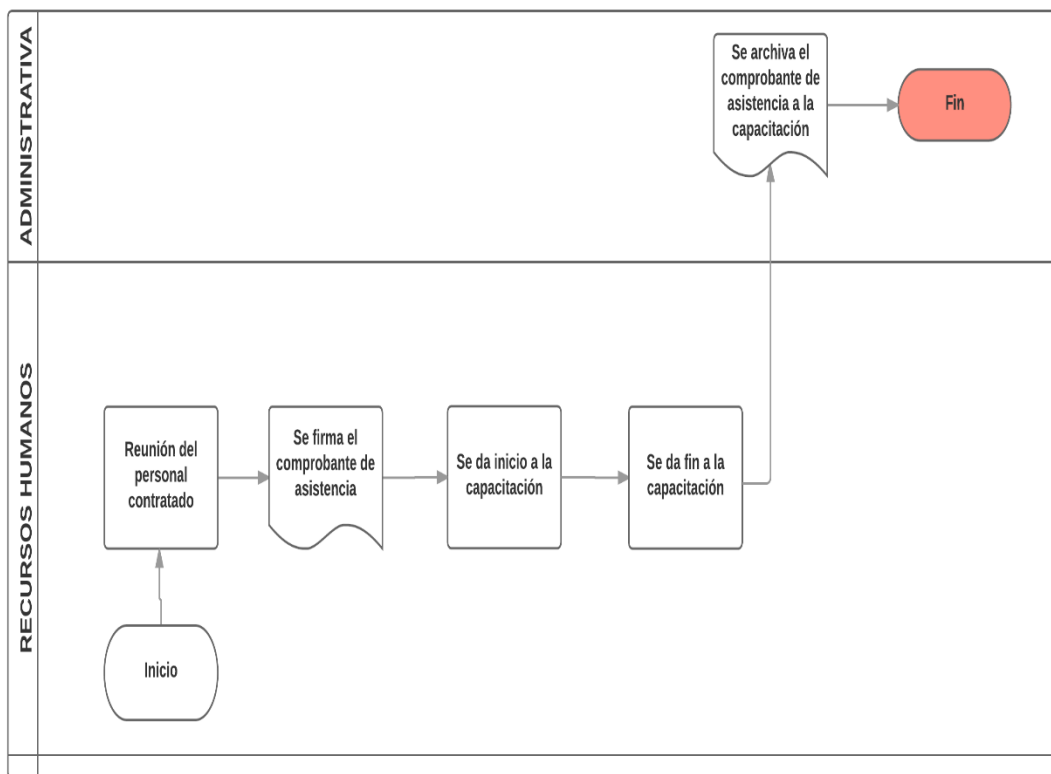 ADMINISTRATIVA
Se archiva el
comprobante de
asistencia a la
capacitación
Fin
RECURSOS HUMANOS
Reunión del
personal
contratado
Se firma el
comprobante de
asistencia
Se da inicio a la
capacitación
Se da fin a la
capacitación
Inicio